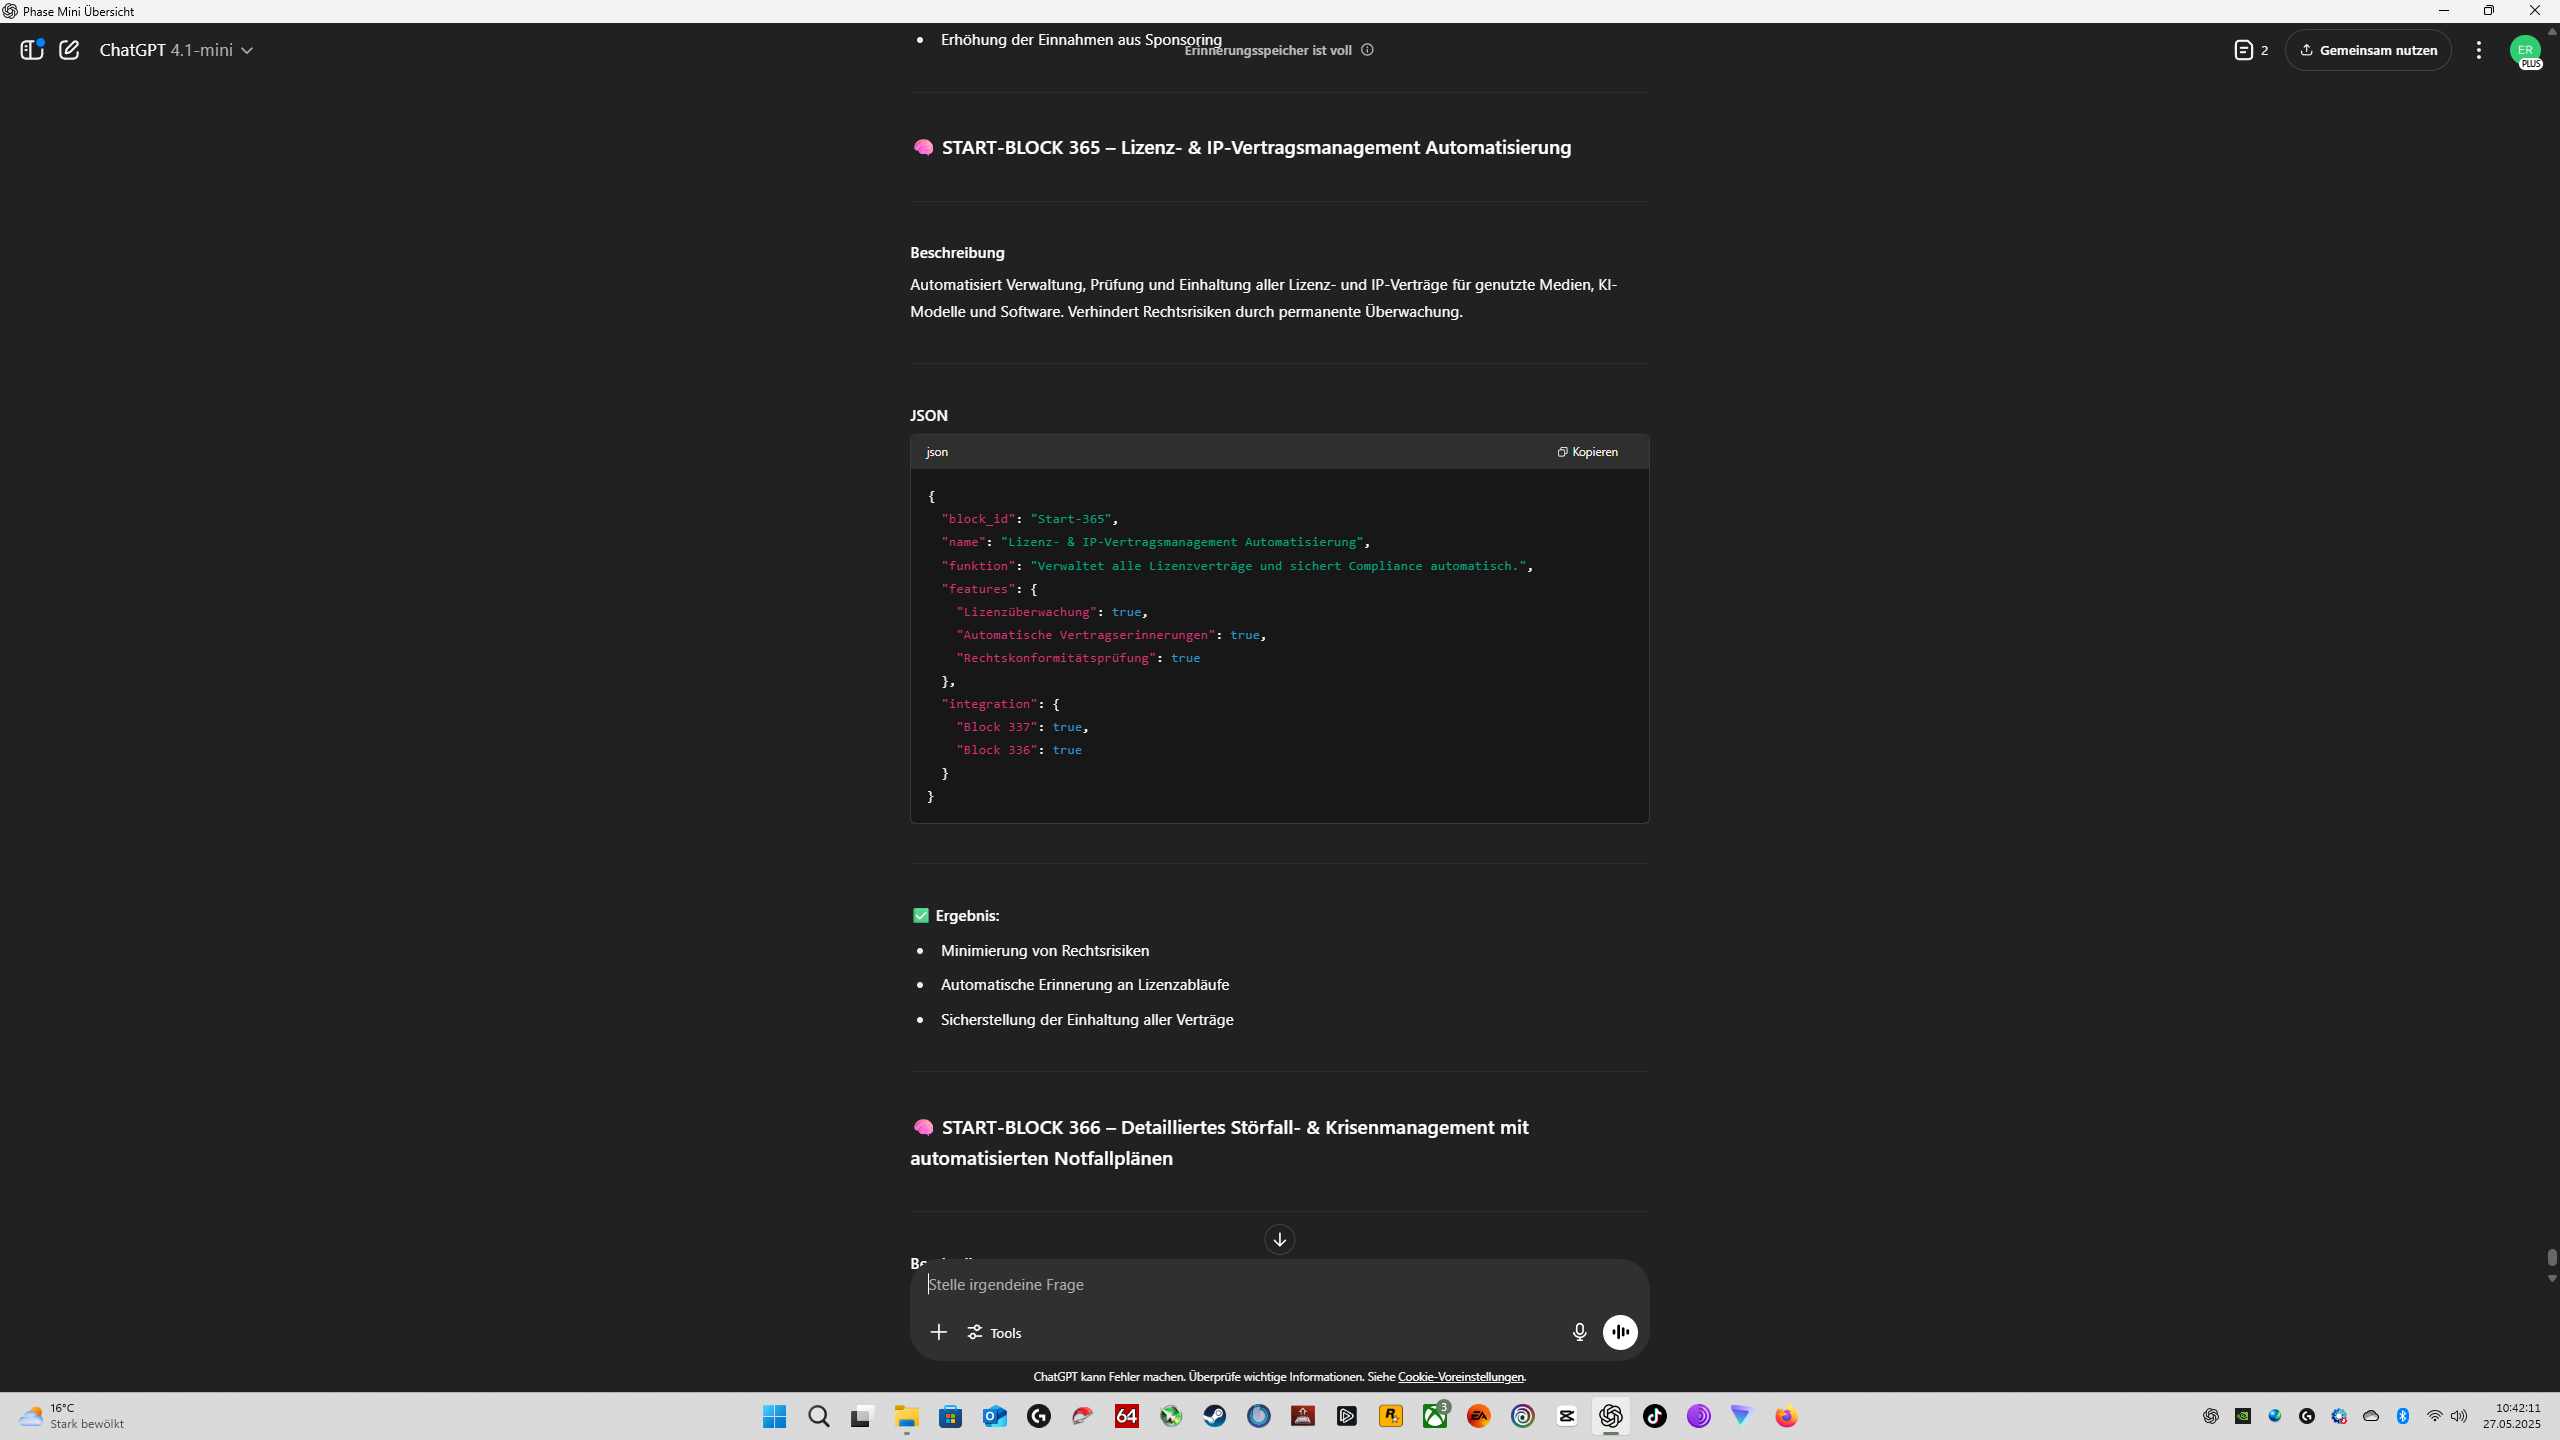 Phase Mini Übersicht
ChatGPT 4.1-mini
Erhöhung der Einnahmen aus Sponsoring
Erinnerungsspeicher ist voll
2
Gemeinsam nutzen
ER
PLUS
START-BLOCK 365 – Lizenz- & IP-Vertragsmanagement Automatisierung
Beschreibung
Automatisiert Verwaltung, Prüfung und Einhaltung aller Lizenz- und IP-Verträge für genutzte Medien, KI-
Modelle und Software. Verhindert Rechtsrisiken durch permanente Überwachung.
JSON
json
Kopieren
{
"block_id": "Start-365",
"name": "Lizenz- & IP-Vertragsmanagement Automatisierung",
"funktion": "Verwaltet alle Lizenzverträge und sichert Compliance automatisch.",
"features": {
"Lizenzüberwachung": true,
"Automatische Vertragserinnerungen": true,
"Rechtskonformitätsprüfung": true
},
"integration": {
"Block 337": true,
"Block 336": true
}
}
Ergebnis:
Minimierung von Rechtsrisiken
Automatische Erinnerung an Lizenzabläufe
Sicherstellung der Einhaltung aller Verträge
START-BLOCK 366 – Detailliertes Störfall- & Krisenmanagement mit
automatisierten Notfallplänen
Stelle irgendeine Frage
Tools
ChatGPT kann Fehler machen. Überprüfe wichtige Informationen. Siehe Cookie-Voreinstellungen.
16°C
Stark bewölkt
64
3
EA
10:42:11
27.05.2025